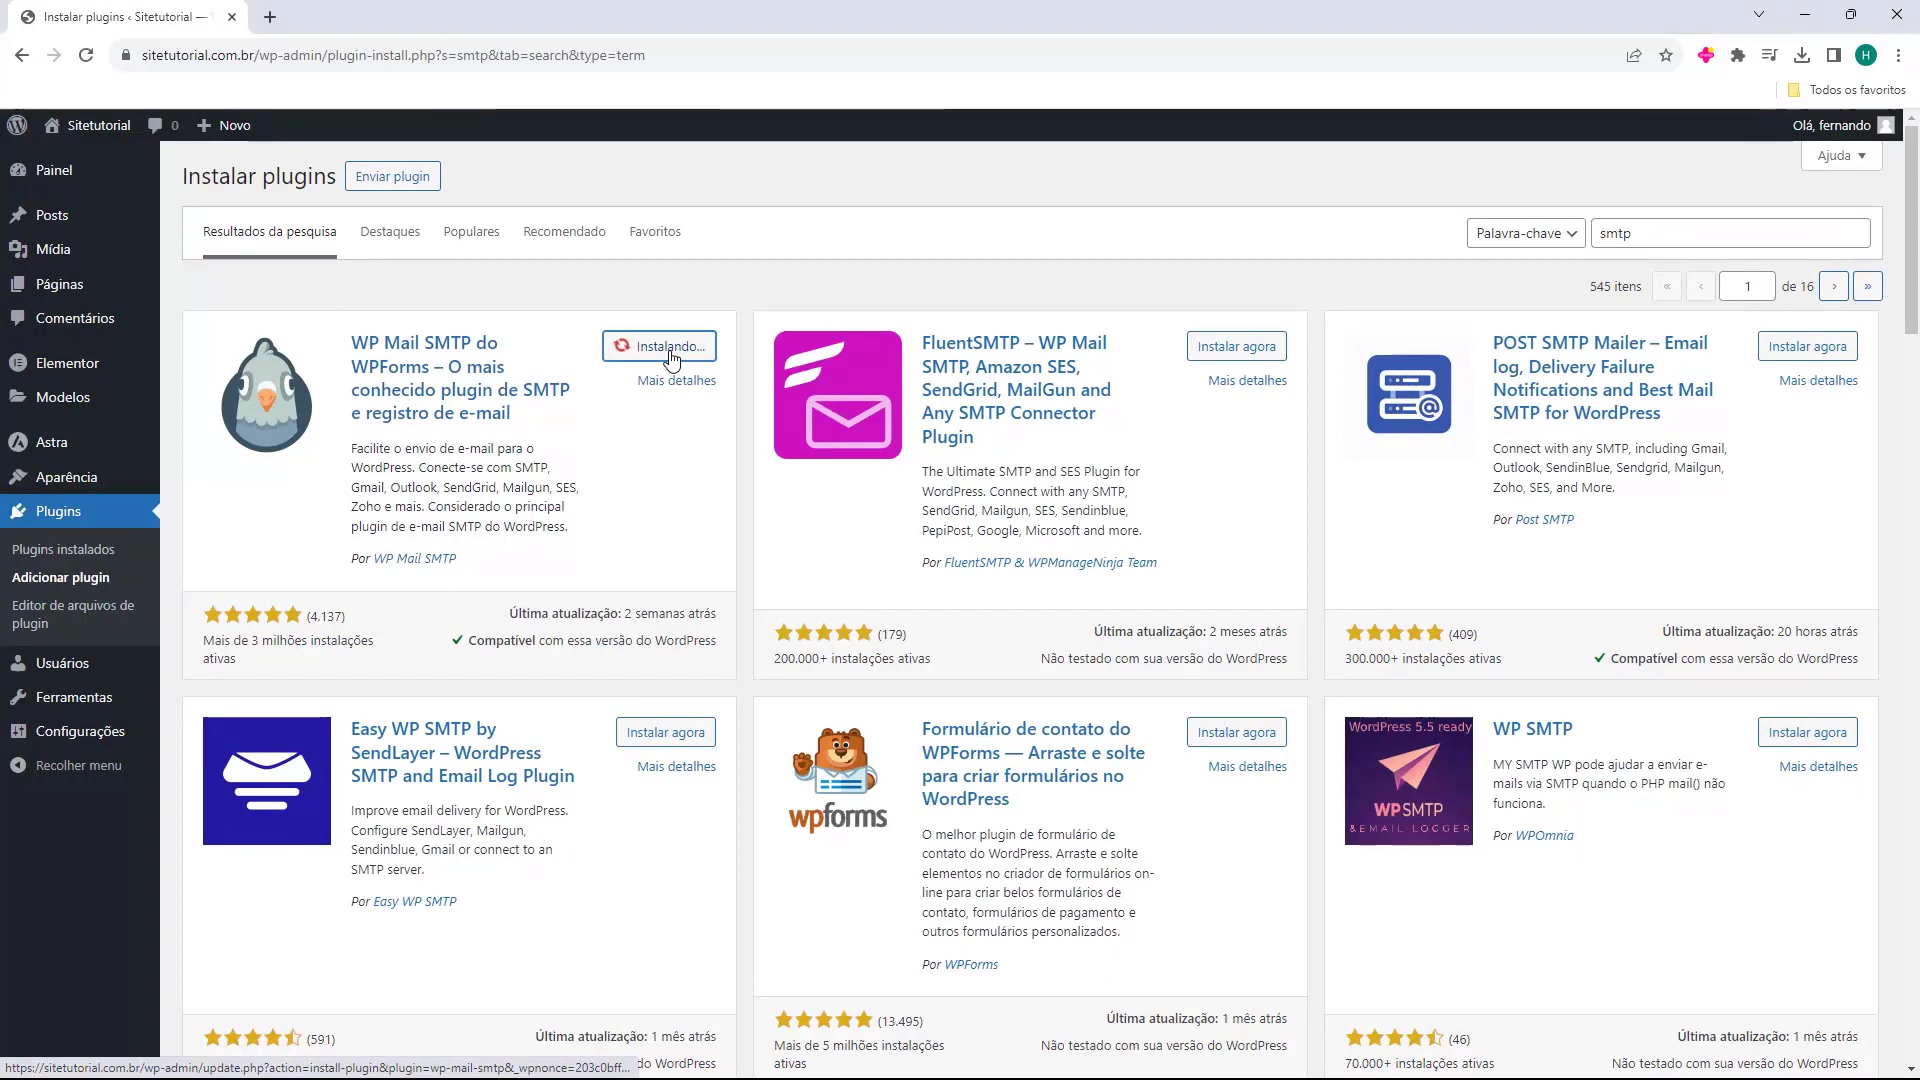 Instalar plugins ‹ Sitetutorial —
sitetutorial.com.br/wp-admin/plugin-install.php?s=smtp&tab=search&type=term
H
Todos os favoritos
Sitetutorial
0
Novo
Olá, fernando
Painel
Posts
Mídia
Páginas
Comentários
Elementor
Modelos
Astra
Aparência
Plugins
Plugins instalados
Adicionar plugin
Editor de arquivos de
plugin
Usuários
Ferramentas
Configurações
Recolher menu
Ajuda
Instalar plugins
Enviar plugin
Resultados da pesquisa
Destaques
Populares
Recomendado
Favoritos
Palavra-chave
smtp
545 itens
«
‹
1
de 16
›
»
WP Mail SMTP do
WPForms – O mais
conhecido plugin de SMTP
e registro de e-mail
Instalando...
Mais detalhes
Facilite o envio de e-mail para o
WordPress. Conecte-se com SMTP,
Gmail, Outlook, SendGrid, Mailgun, SES,
Zoho e mais. Considerado o principal
plugin de e-mail SMTP do WordPress.
Por WP Mail SMTP
(4.137)
Mais de 3 milhões instalações
ativas
Última atualização: 2 semanas atrás
Compatível com essa versão do WordPress
FluentSMTP – WP Mail
SMTP, Amazon SES,
SendGrid, MailGun and
Any SMTP Connector
Plugin
Instalar agora
Mais detalhes
The Ultimate SMTP and SES Plugin for
WordPress. Connect with any SMTP,
SendGrid, Mailgun, SES, Sendinblue,
PepiPost, Google, Microsoft and more.
Por FluentSMTP & WPManageNinja Team
(179)
200.000+ instalações ativas
Última atualização: 2 meses atrás
Não testado com sua versão do WordPress
POST SMTP Mailer – Email
log, Delivery Failure
Notifications and Best Mail
SMTP for WordPress
Instalar agora
Mais detalhes
Connect with any SMTP, including Gmail,
Outlook, SendinBlue, Sendgrid, Mailgun,
Zoho, SES, and More.
Por Post SMTP
(409)
300.000+ instalações ativas
Última atualização: 20 horas atrás
Compatível com essa versão do WordPress
Easy WP SMTP by
SendLayer – WordPress
SMTP and Email Log Plugin
Instalar agora
Mais detalhes
Improve email delivery for WordPress.
Configure SendLayer, Mailgun,
Sendinblue, Gmail or connect to an
SMTP server.
Por Easy WP SMTP
(591)
Última atualização: 1 mês atrás
do WordPress
wpforms
Formulário de contato do
WPForms — Arraste e solte
para criar formulários no
WordPress
Instalar agora
Mais detalhes
O melhor plugin de formulário de
contato do WordPress. Arraste e solte
elementos no criador de formulários on-
line para criar belos formulários de
contato, formulários de pagamento e
outros formulários personalizados.
Por WPForms
(13.495)
Mais de 5 milhões instalações
ativas
Última atualização: 1 mês atrás
Não testado com sua versão do WordPress
WordPress 5.5 ready
WPSMTP
& EMAIL LOGGER
WP SMTP
Instalar agora
Mais detalhes
MY SMTP WP pode ajudar a enviar e-
mails via SMTP quando o PHP mail() não
funciona.
Por WPOmnia
(46)
70.000+ instalações ativas
Última atualização: 1 mês atrás
Não testado com sua versão do WordPress
https://sitetutorial.com.br/wp-admin/update.php?action=install-plugin&plugin=wp-mail-smtp&_wpnonce=203c0bff...